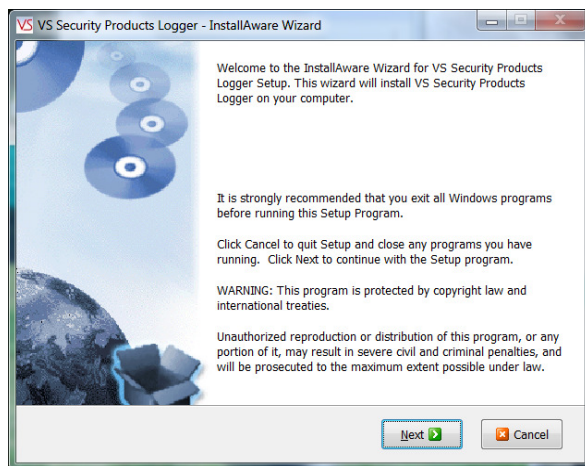 VS VS Security Products Logger - InstallAware Wizard
Welcome to the InstallAware Wizard for VS Security Products
Logger Setup. This wizard will install VS Security Products
Logger on your computer.
It is strongly recommended that you exit all Windows programs
before running this Setup Program.
Click Cancel to quit Setup and close any programs you have
running. Click Next to continue with the Setup program.
WARNING: This program is protected by copyright law and
international treaties.
Unauthorized reproduction or distribution of this program, or any
portion of it, may result in severe civil and criminal penalties, and
will be prosecuted to the maximum extent possible under law.
Next
Cancel